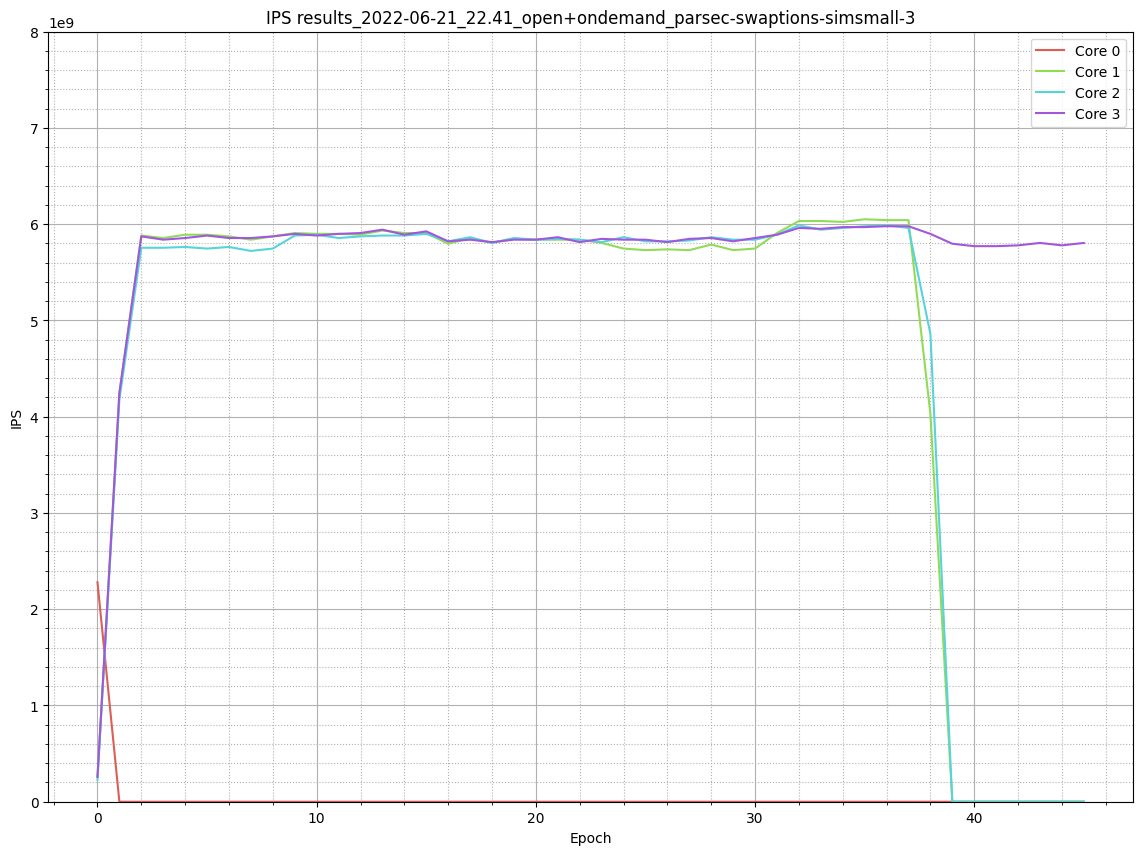 IPS results_2022-06-21_22.41_open+ondemand_parsec-swaptions-simsmall-3
1e9
8
7
6
5
4
3
2
1
0
IPS
Core 0
Core 1
Core 2
Core 3
0 10 20 30 40
Epoch